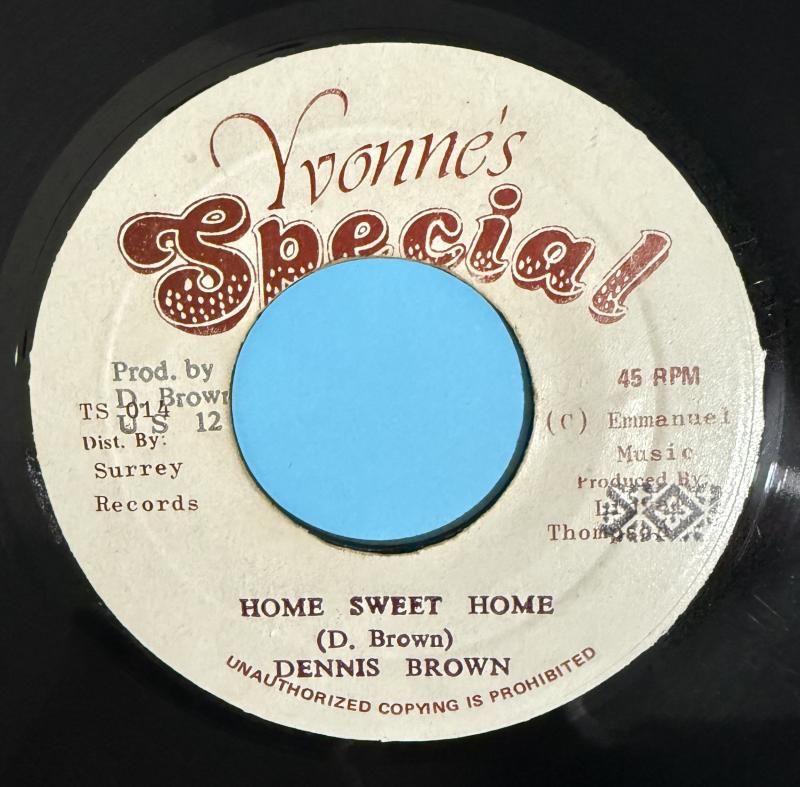 Yvonne's
Special
Prod. by
D. Brown
TS 014
U S 12
Dist. By:
Surrey
Records
45 RPM
(C) Emmanuel
Music
Produced By
HOME SWEET HOME
(D. Brown)
DENNIS BROWN
UNAUTHORIZED COPYING IS PROHIBITED